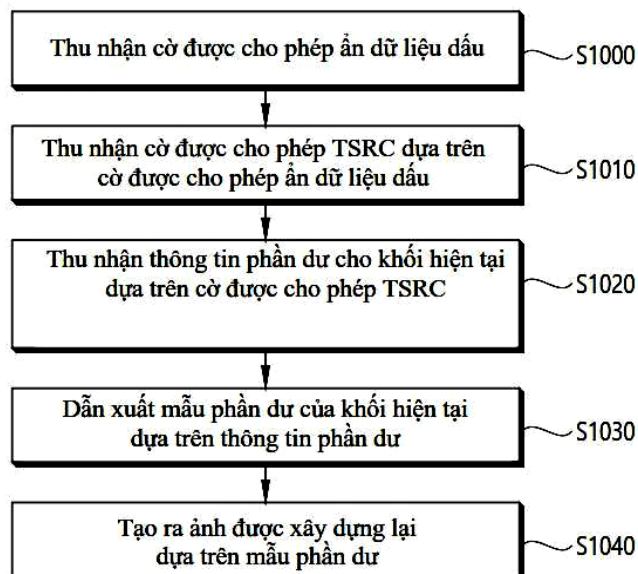 Thu nhận cờ được cho phép ẩn dữ liệu dấu
S1000
Thu nhận cờ được cho phép TSRC dựa trên
cờ được cho phép ẩn dữ liệu dấu
S1010
Thu nhận thông tin phần dư cho khối hiện tại
dựa trên cờ được cho phép TSRC
S1020
Dẫn xuất mẫu phần dư của khối hiện tại
dựa trên thông tin phần dư
S1030
Tạo ra ảnh được xây dựng lại
dựa trên mẫu phần dư
S1040